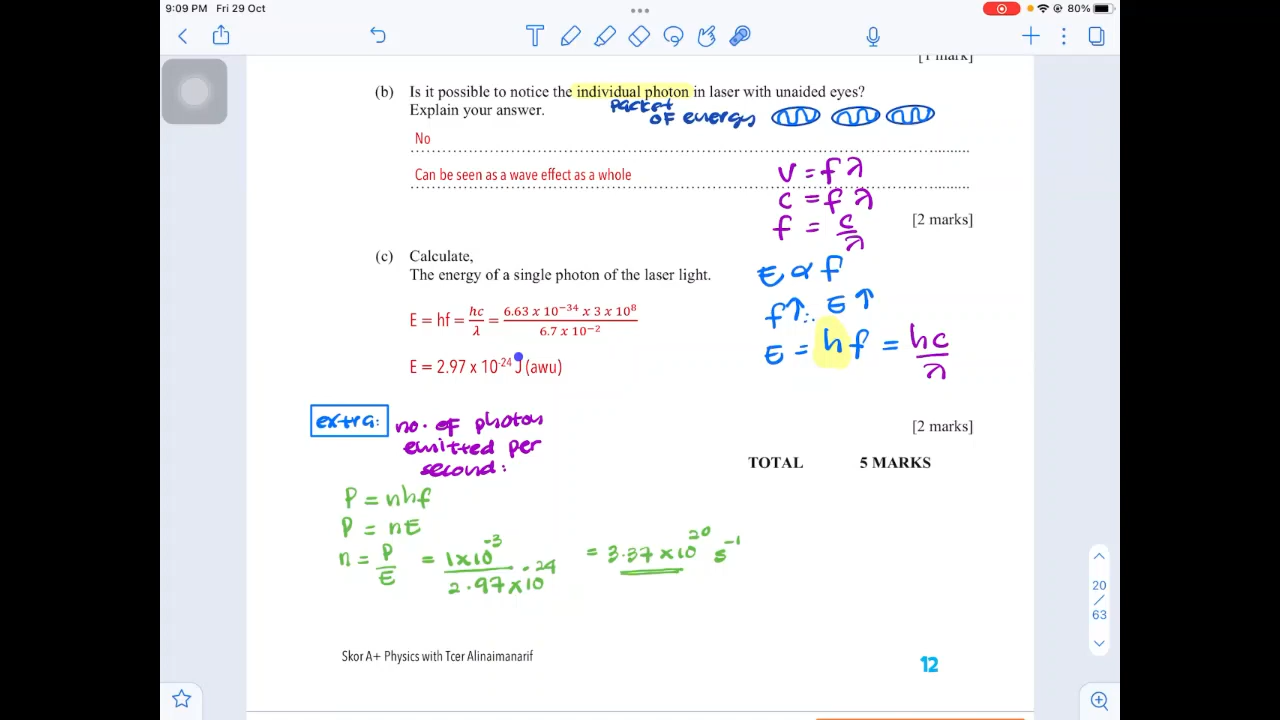 9:09 PM Fri 29 Oct
80%
[1 mark]
(b) Is it possible to notice the individual photon in laser with unaided eyes?
Explain your answer.
packet
of energy
No
Can be seen as a wave effect as a whole
v = fλ
c = fλ
f = c/λ
[2 marks]
(c) Calculate,
The energy of a single photon of the laser light.
E ∝ f
f↑ ∴ E↑
E = hf = hc/λ
E = hf = hc/λ = 6.63 x 10⁻³⁴ x 3 x 10⁸ / 6.7 x 10⁻²
E = 2.97 x 10⁻²⁴ J (awu)
extra:
no. of photon
emitted per
second:
[2 marks]
TOTAL 5 MARKS
P = nhf
P = nE
n = P/E = 1x10⁻³ / 2.97x10⁻²⁴ = 3.37x10²⁰ s⁻¹
20
/
63
Skor A+ Physics with Tcer Alinaimanarif
12